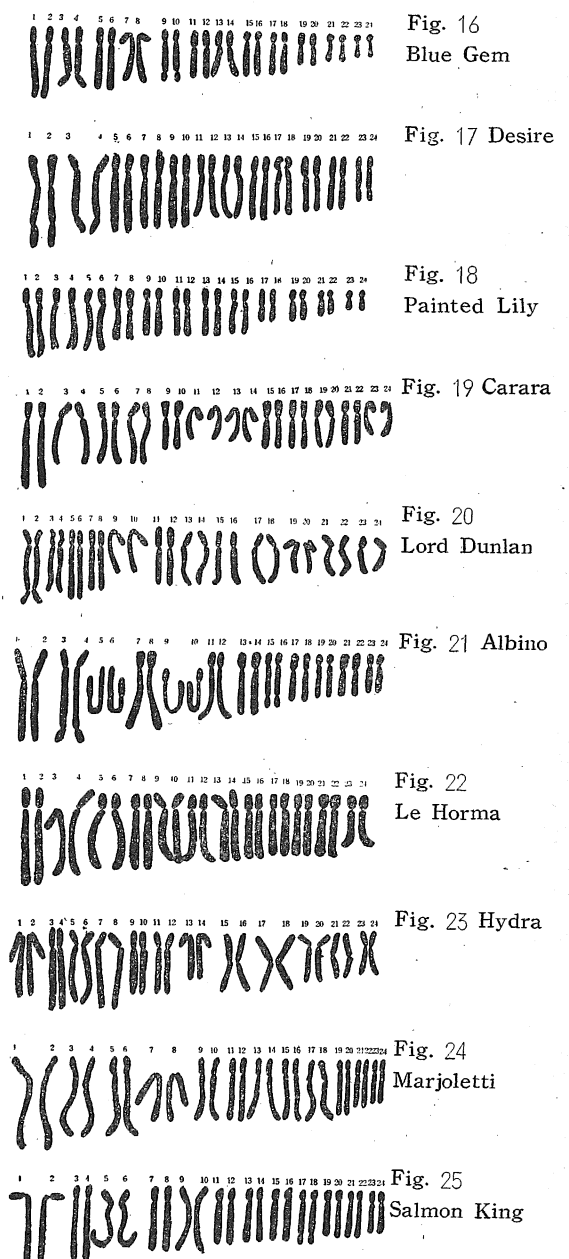 1 2 3 4 5 6 7 8 9 10 11 12 13 14 15 16 17 18 19 20 21 22 23 24
Fig. 16
Blue Gem
1 2 3 4 5 6 7 8 9 10 11 12 13 14 15 16 17 18 19 20 21 22 23 24
Fig. 17 Desire
1 2 3 4 5 6 7 8 9 10 11 12 13 14 15 16 17 18 19 20 21 22 23 24
Fig. 18
Painted Lily
1 2 3 4 5 6 7 8 9 10 11 12 13 14 15 16 17 18 19 20 21 22 23 24
Fig. 19 Carara
1 2 3 4 5 6 7 8 9 10 11 12 13 14 15 16 17 18 19 20 21 22 23 24
Fig. 20
Lord Dunlan
1 2 3 4 5 6 7 8 9 10 11 12 13 14 15 16 17 18 19 20 21 22 23 24
Fig. 21 Albino
1 2 3 4 5 6 7 8 9 10 11 12 13 14 15 16 17 18 19 20 21 22 23 24
Fig. 22
Le Horma
1 2 3 4 5 6 7 8 9 10 11 12 13 14 15 16 17 18 19 20 21 22 23 24
Fig. 23 Hydra
1 2 3 4 5 6 7 8 9 10 11 12 13 14 15 16 17 18 19 20 21 22 23 24
Fig. 24
Marjoletti
1 2 3 4 5 6 7 8 9 10 11 12 13 14 15 16 17 18 19 20 21 22 23 24
Fig. 25
Salmon King